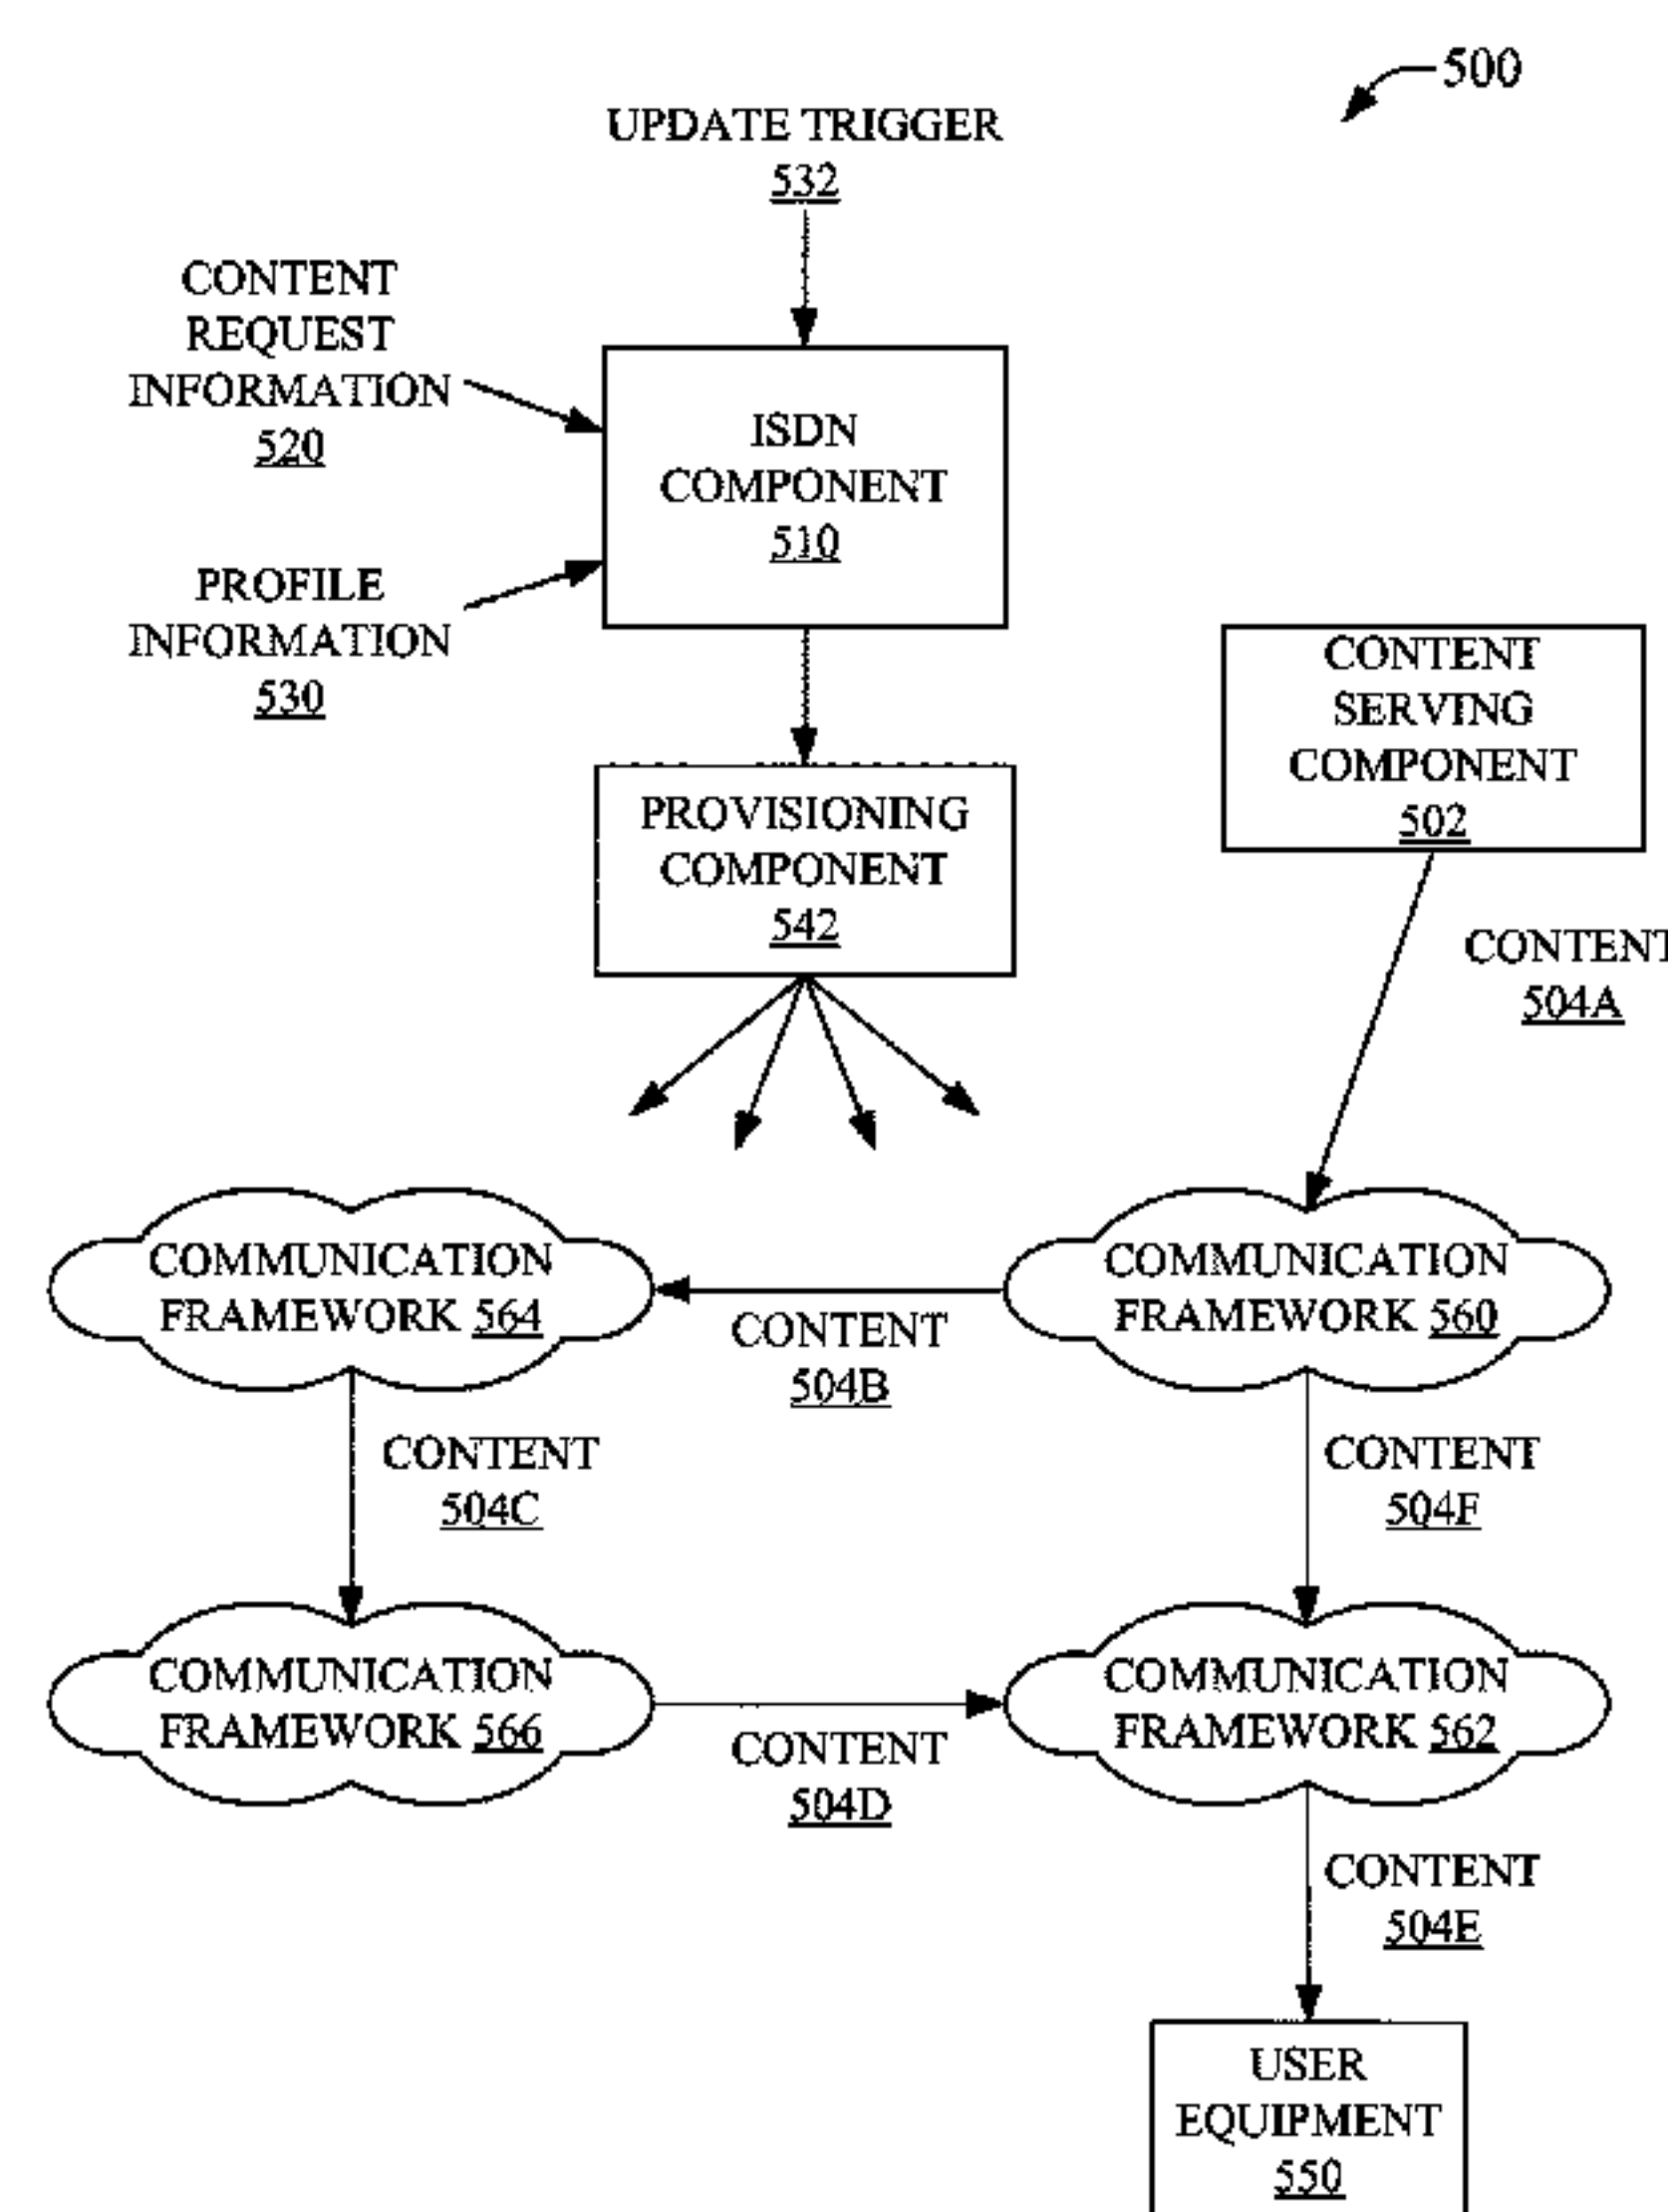 500
UPDATE TRIGGER
532
CONTENT
REQUEST
INFORMATION
520
ISDN
COMPONENT
510
PROFILE
INFORMATION
530
CONTENT
SERVING
COMPONENT
502
PROVISIONING
COMPONENT
542
CONTENT
504A
COMMUNICATION
FRAMEWORK 564
COMMUNICATION
FRAMEWORK 560
CONTENT
504B
CONTENT
504C
CONTENT
504F
COMMUNICATION
FRAMEWORK 566
COMMUNICATION
FRAMEWORK 562
CONTENT
504D
CONTENT
504E
USER
EQUIPMENT
550